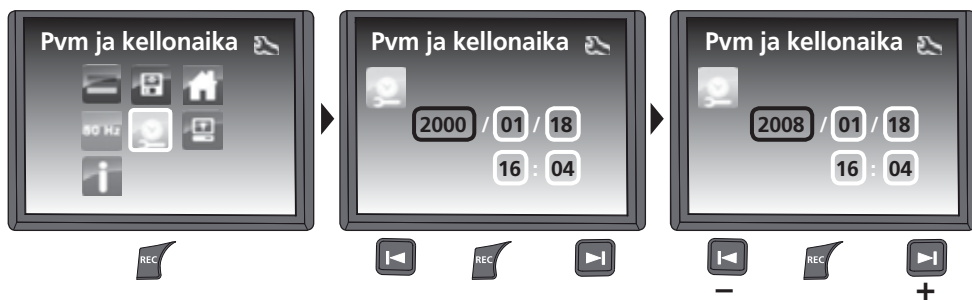 Pvm ja kellonaika
50 Hz
i
REC
Pvm ja kellonaika
2000 / 01 / 18
16 : 04
REC
Pvm ja kellonaika
2008 / 01 / 18
16 : 04
REC
− +